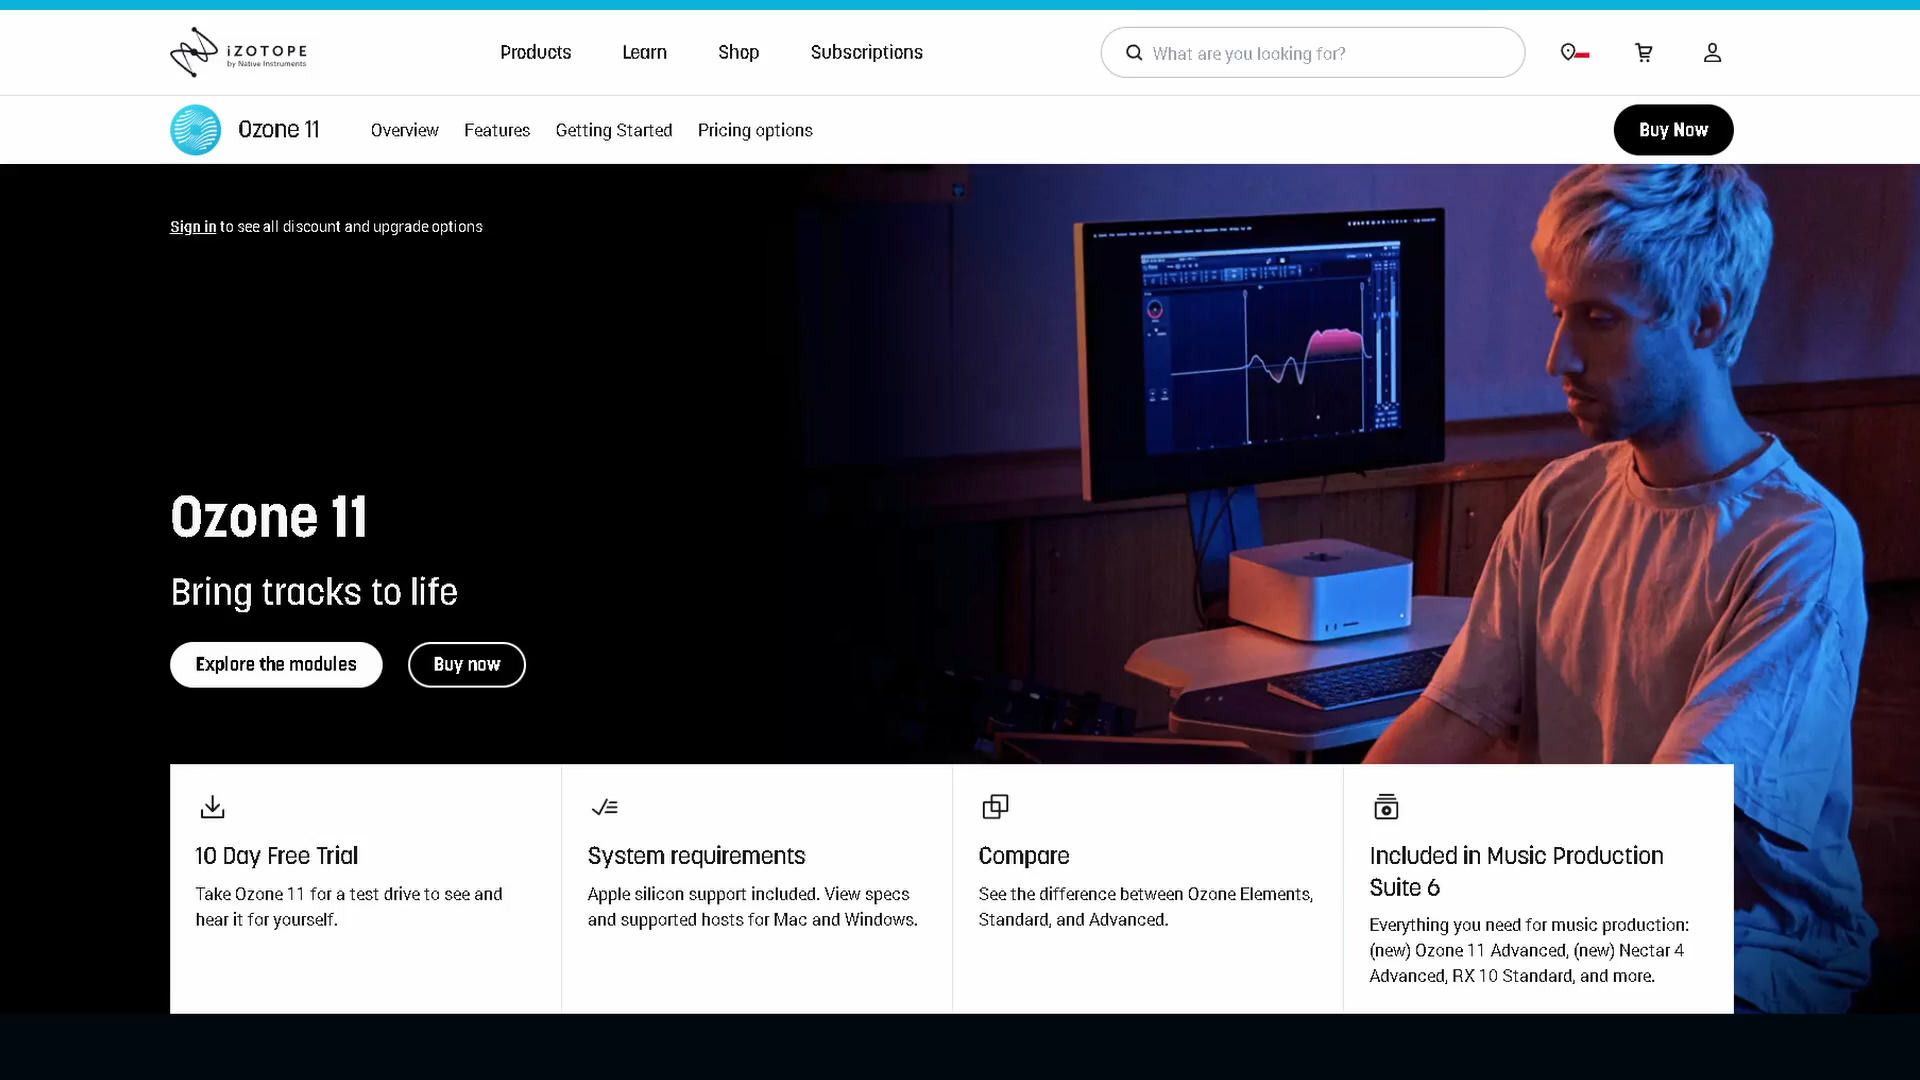 iZOTOPE
by Native Instruments
Products
Learn
Shop
Subscriptions
What are you looking for?
Ozone 11
Overview
Features
Getting Started
Pricing options
Buy Now
Sign in to see all discount and upgrade options
Ozone 11
Bring tracks to life
Explore the modules
Buy now
10 Day Free Trial
Take Ozone 11 for a test drive to see and
hear it for yourself.
System requirements
Apple silicon support included. View specs
and supported hosts for Mac and Windows.
Compare
See the difference between Ozone Elements,
Standard, and Advanced.
Included in Music Production
Suite 6
Everything you need for music production:
(new) Ozone 11 Advanced, (new) Nectar 4
Advanced, RX 10 Standard, and more.